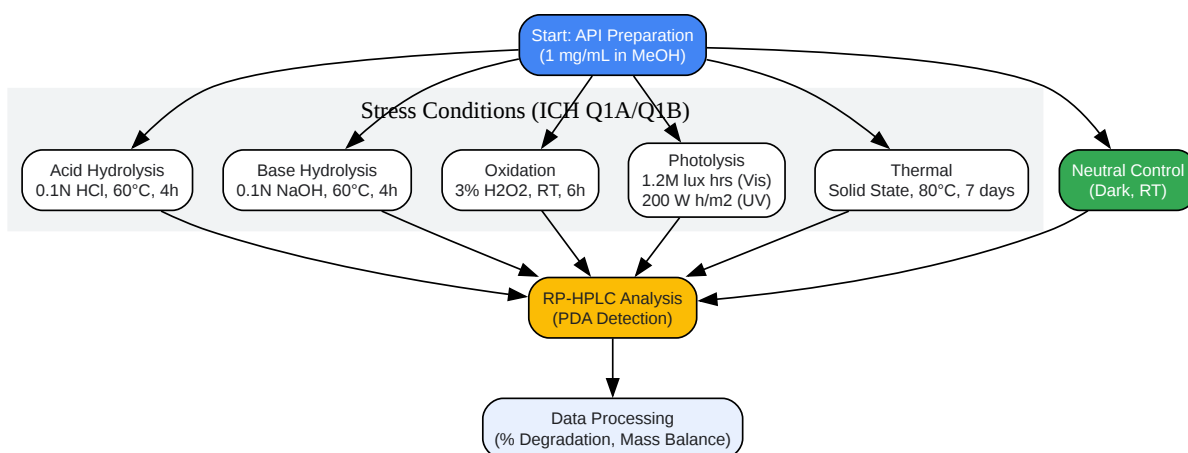 Start: API Preparation
(1 mg/mL in MeOH)
Stress Conditions (ICH Q1A/Q1B)
Acid Hydrolysis
0.1N HCl, 60°C, 4h
Base Hydrolysis
0.1N NaOH, 60°C, 4h
Oxidation
3% H2O2, RT, 6h
Photolysis
1.2M lux hrs (Vis)
200 W h/m2 (UV)
Thermal
Solid State, 80°C, 7 days
Neutral Control
(Dark, RT)
RP-HPLC Analysis
(PDA Detection)
Data Processing
(% Degradation, Mass Balance)